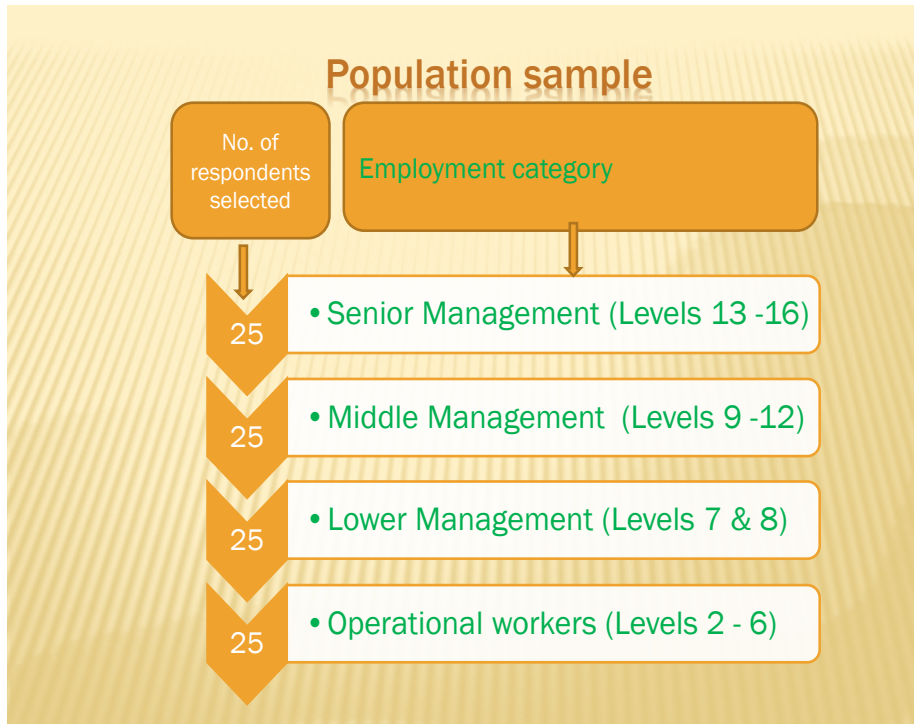 Population sample
No. of
respondents
selected
Employment category
25
• Senior Management (Levels 13 -16)
25
• Middle Management  (Levels 9 -12)
25
• Lower Management (Levels 7 & 8)
25
• Operational workers (Levels 2 - 6)